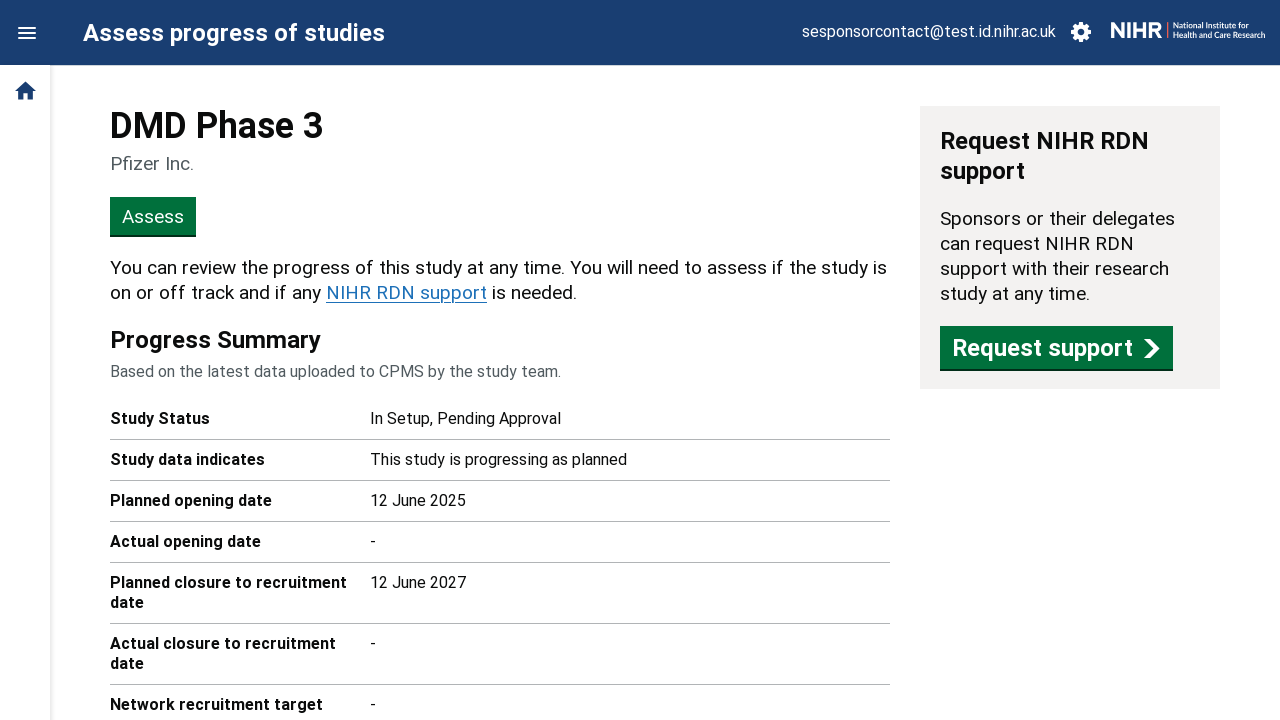 Assess progress of studies
sesponsorcontact@test.id.nihr.ac.uk
NIHR | National Institute for
Health and Care Research
DMD Phase 3
Pfizer Inc.
Assess
You can review the progress of this study at any time. You will need to assess if the study is
on or off track and if any NIHR RDN support is needed.
Progress Summary
Based on the latest data uploaded to CPMS by the study team.
Study Status In Setup, Pending Approval
Study data indicates This study is progressing as planned
Planned opening date 12 June 2025
Actual opening date -
Planned closure to recruitment 12 June 2027
date
Actual closure to recruitment -
date
Network recruitment target -
Request NIHR RDN
support
Sponsors or their delegates
can request NIHR RDN
support with their research
study at any time.
Request support